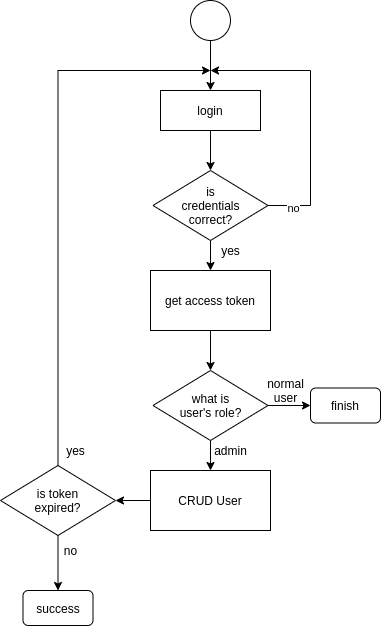 login
is
credentials
correct?
no
yes
get access token
what is
user's role?
normal
user
finish
admin
CRUD User
yes
is token
expired?
no
success